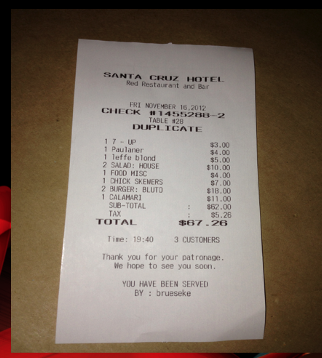 SANTA CRUZ HOTEL
Red Restaurant and Bar
FRI NOVEMBER 16,2012
CHECK #1455288-2
TABLE #28
DUPLICATE
1 7 - UP $3.00
1 Paulaner $4.00
1 Teffo blond $5.00
2 SALAD: HOUSE $10.00
1 FOOD MISC $4.00
1 CHICK SKEWERS $7.00
2 BURGER: BLUTO $18.00
1 CALAMARI $11.00
SUB-TOTAL : $62.00
TAX : $5.26
TOTAL $67.26
Time: 19:40 3 CUSTOMERS
Thank you for your patronage.
We hope to see you soon.
YOU HAVE BEEN SERVED
BY : brueseke